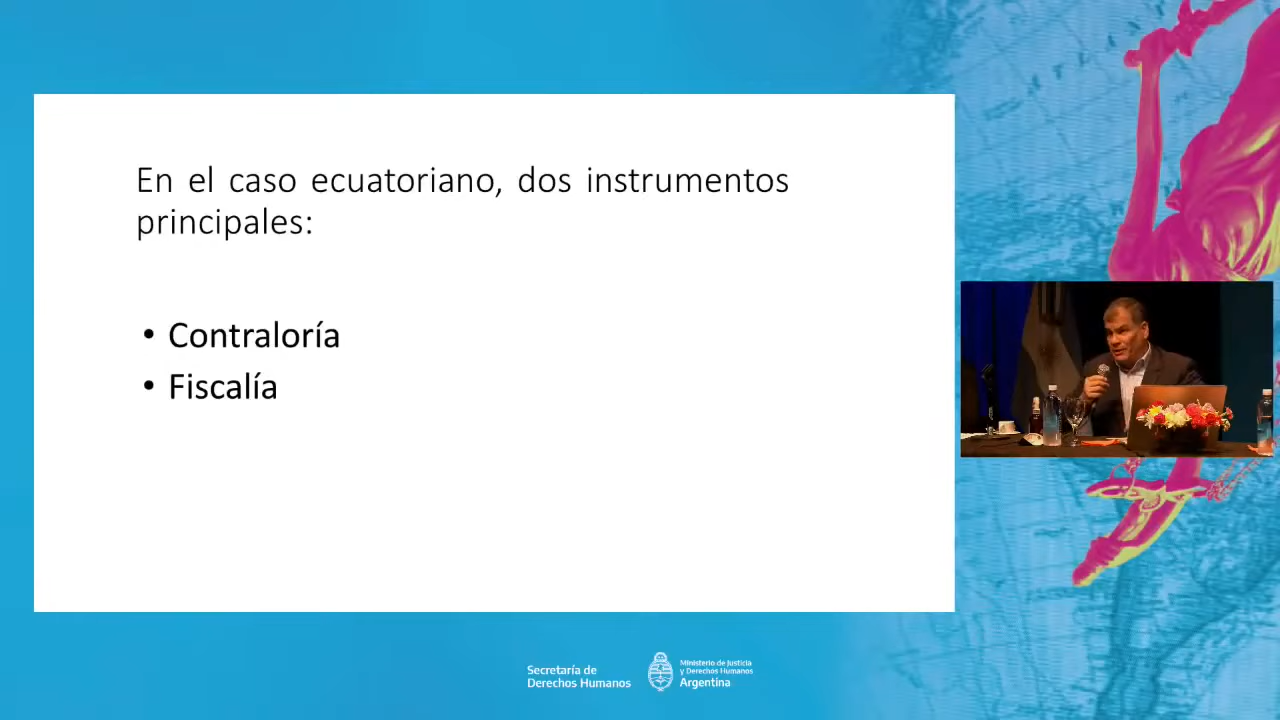 En el caso ecuatoriano, dos instrumentos
principales:
• Contraloría
• Fiscalía
Secretaría de
Derechos Humanos
Ministerio de Justicia
y Derechos Humanos
Argentina